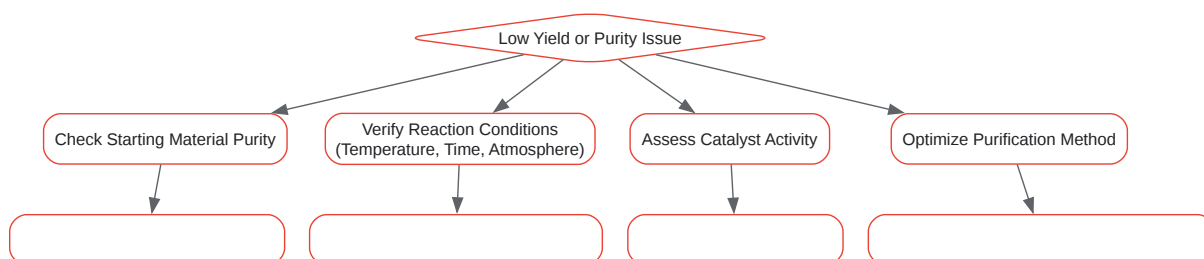 Low Yield or Purity Issue
Check Starting Material Purity
Verify Reaction Conditions
(Temperature, Time, Atmosphere)
Assess Catalyst Activity
Optimize Purification Method